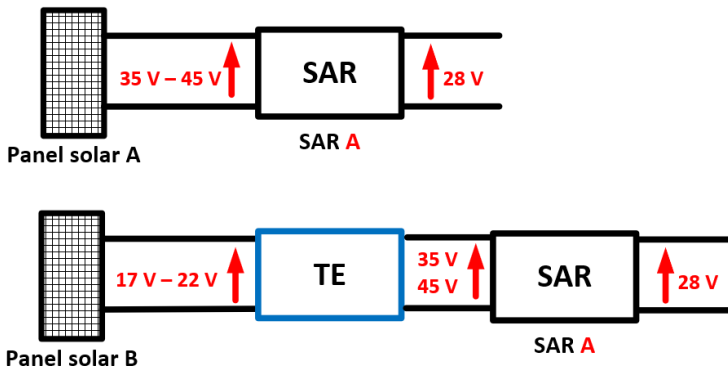 35 V – 45 V
SAR
28 V
SAR A
Panel solar A
17 V – 22 V
TE
35 V
45 V
SAR
28 V
SAR A
Panel solar B